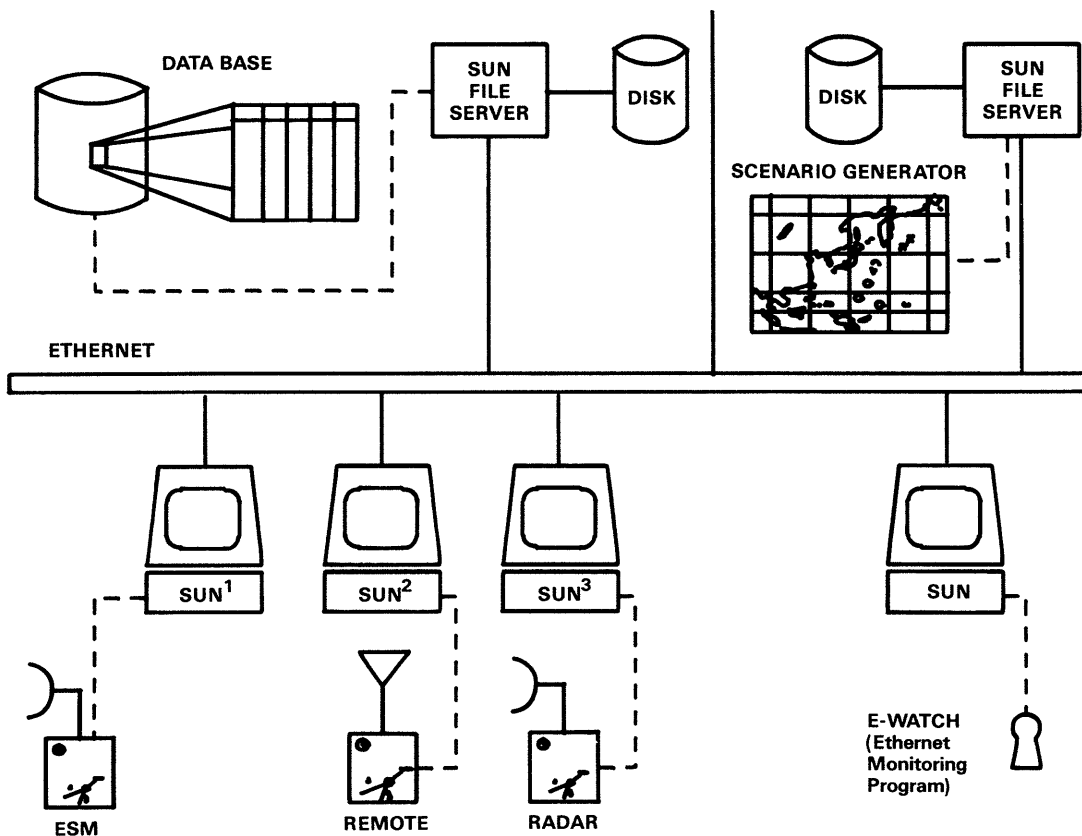 DATA BASE
SUN
FILE
SERVER
DISK
DISK
SUN
FILE
SERVER
SCENARIO GENERATOR
ETHERNET
SUN¹
SUN²
SUN³
SUN
E-WATCH
(Ethernet
Monitoring
Program)
ESM
REMOTE
RADAR